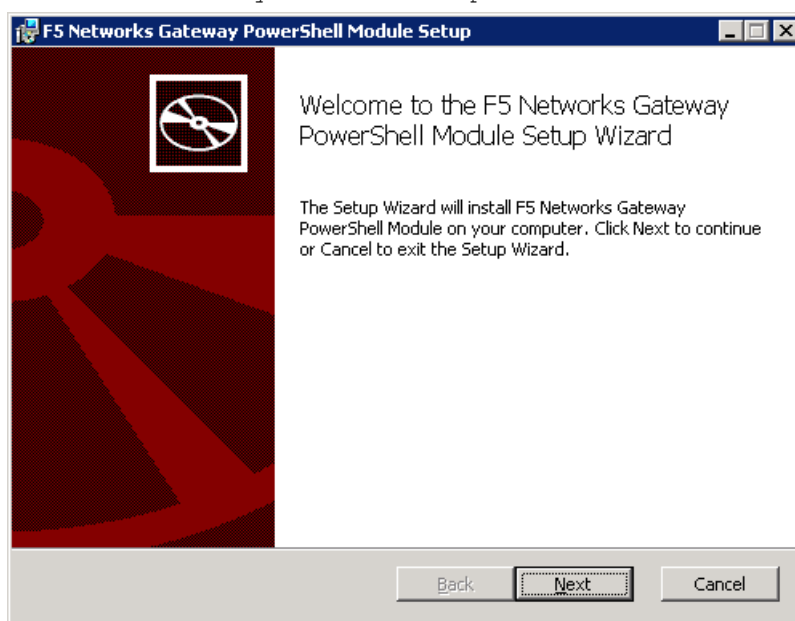 F5 Networks Gateway PowerShell Module Setup
Welcome to the F5 Networks Gateway
PowerShell Module Setup Wizard
The Setup Wizard will install F5 Networks Gateway
PowerShell Module on your computer. Click Next to continue
or Cancel to exit the Setup Wizard.
Back
Next
Cancel